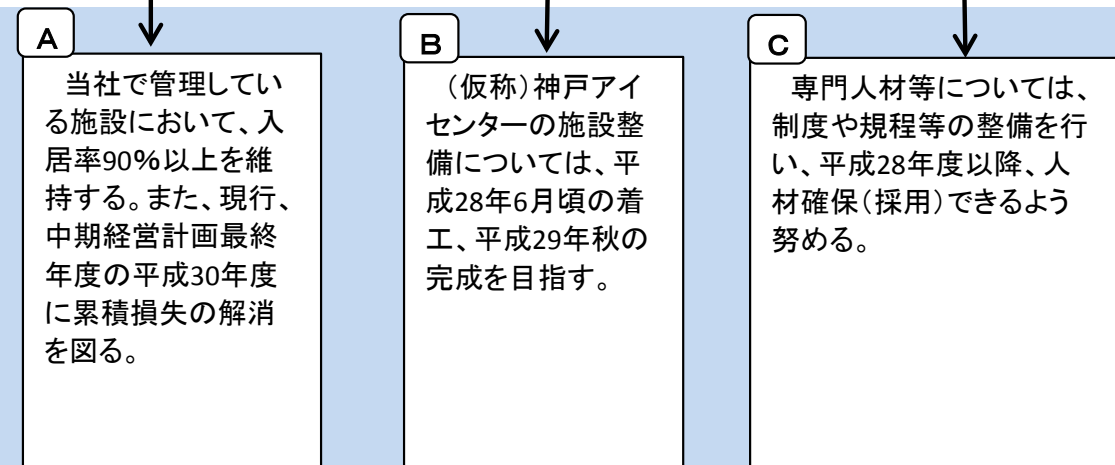 A
当社で管理してい
る施設において、入
居率90%以上を維
持する。また、現行、
中期経営計画最終
年度の平成30年度
に累積損失の解消
を図る。
B
（仮称）神戸アイ
センターの施設整
備については、平
成28年6月頃の着
工、平成29年秋の
完成を目指す。
C
専門人材等については、
制度や規程等の整備を行
い、平成28年度以降、人
材確保（採用）できるよう
努める。